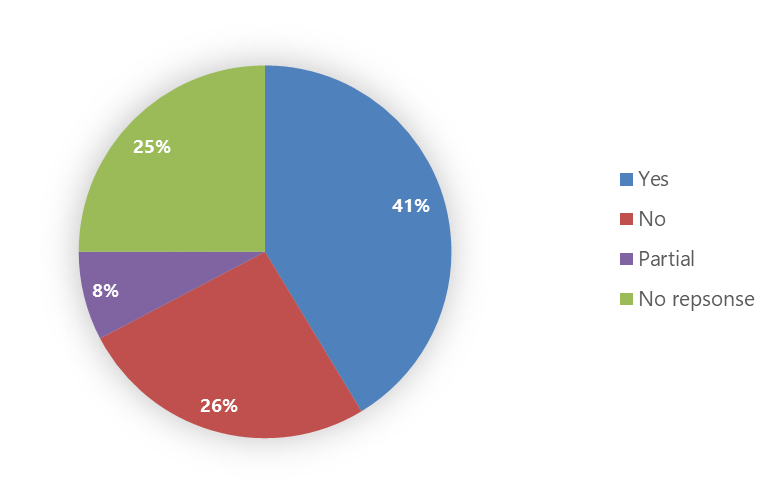 25%
41%
8%
26%
Yes
No
Partial
No repsonse